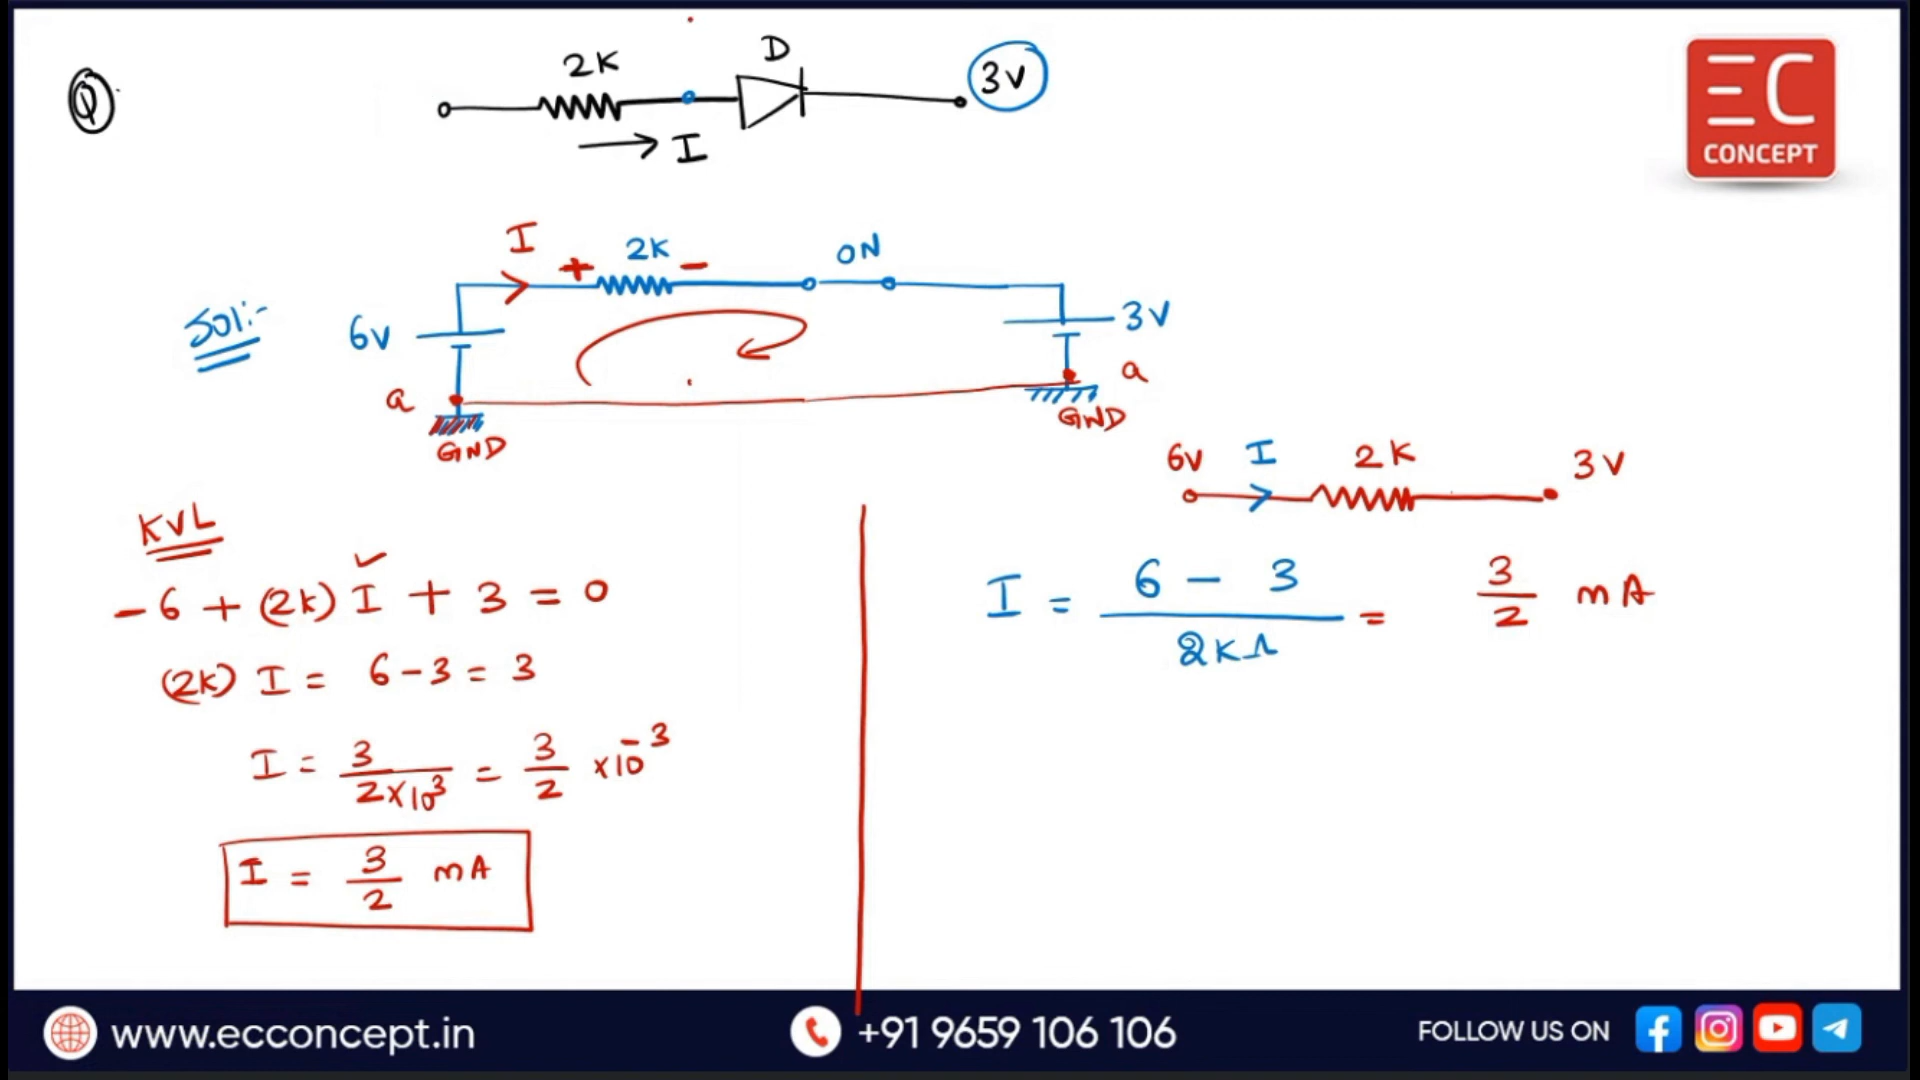 Q
2K
D
3V
I
EC
CONCEPT
Sol:-
I
+ 2K -
ON
6V
3V
a
a
GND
GND
6V I 2K 3V
KVL
-6 + (2K) I + 3 = 0
(2K) I = 6 - 3 = 3
I = 3/2×10³ = 3/2 ×10⁻³
I = 3/2 mA
I = 6 - 3 / 2KΩ = 3/2 mA
www.ecconcept.in
+91 9659 106 106
FOLLOW US ON